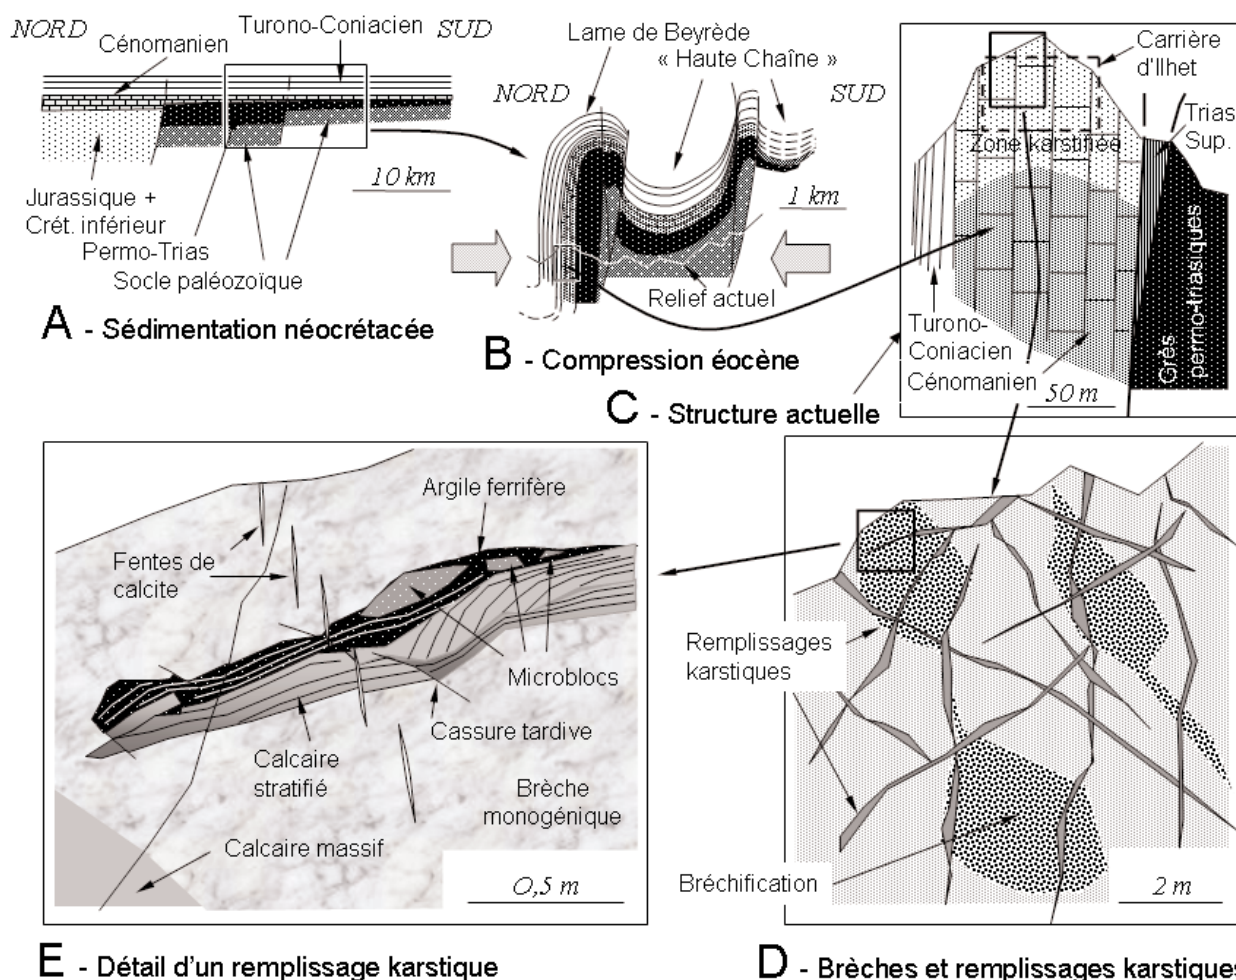 NORD
Cénomanien
Turono-Coniacien
SUD
10 km
Jurassique +
Crét. inférieur
Permo-Trias
Socle paléozoïque
A - Sédimentation néocrétacée
Lame de Beyrède
« Haute Chaîne »
NORD
SUD
1 km
Relief actuel
B - Compression éocène
Carrière
d'Ilhet
Trias
Sup.
Zone karstifiée
Turono-
Coniacien
Cénomanien
Grès
permo-triasiques
50 m
C - Structure actuelle
Argile ferrifère
Fentes de
calcite
Microblocs
Cassure tardive
Calcaire
stratifié
Brèche
monogénique
Calcaire massif
0,5 m
E - Détail d'un remplissage karstique
Remplissages
karstiques
Bréchification
2 m
D - Brèches et remplissages karstiques